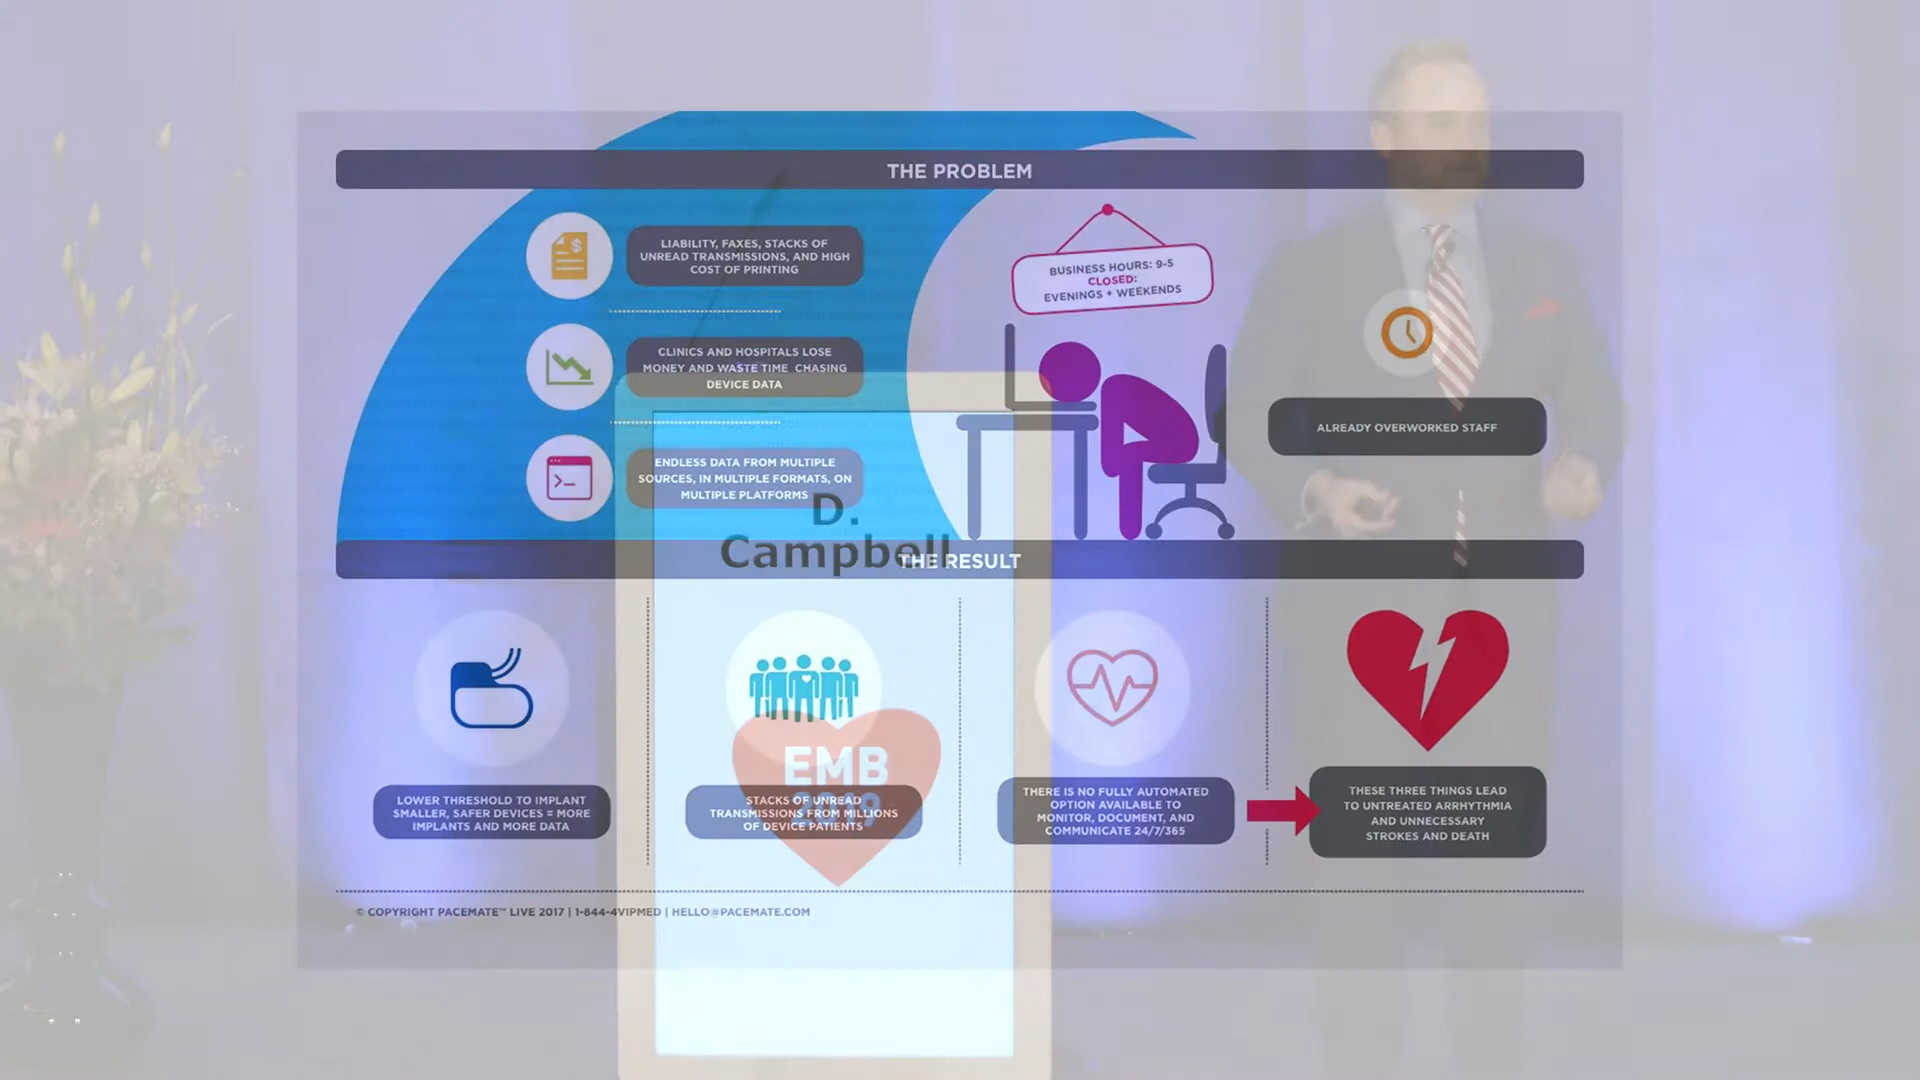 THE PROBLEM
LIABILITY, FAXES, STACKS OF
UNREAD TRANSMISSIONS, AND HIGH
COST OF PRINTING
CLINICS AND HOSPITALS LOSE
MONEY AND WASTE TIME CHASING
DEVICE DATA
ENDLESS DATA FROM MULTIPLE
SOURCES, IN MULTIPLE FORMATS, ON
MULTIPLE PLATFORMS
BUSINESS HOURS: 9-5
CLOSED:
EVENINGS + WEEKENDS
ALREADY OVERWORKED STAFF
D.
Campbell
THE RESULT
LOWER THRESHOLD TO IMPLANT
SMALLER, SAFER DEVICES = MORE
IMPLANTS AND MORE DATA
EMB
2019
STACKS OF UNREAD
TRANSMISSIONS FROM MILLIONS
OF DEVICE PATIENTS
THERE IS NO FULLY AUTOMATED
OPTION AVAILABLE TO
MONITOR, DOCUMENT, AND
COMMUNICATE 24/7/365
THESE THREE THINGS LEAD
TO UNTREATED ARRHYTHMIA
AND UNNECESSARY
STROKES AND DEATH
© COPYRIGHT PACEMATE™ LIVE 2017 | 1-844-4VIPMED | HELLO@PACEMATE.COM